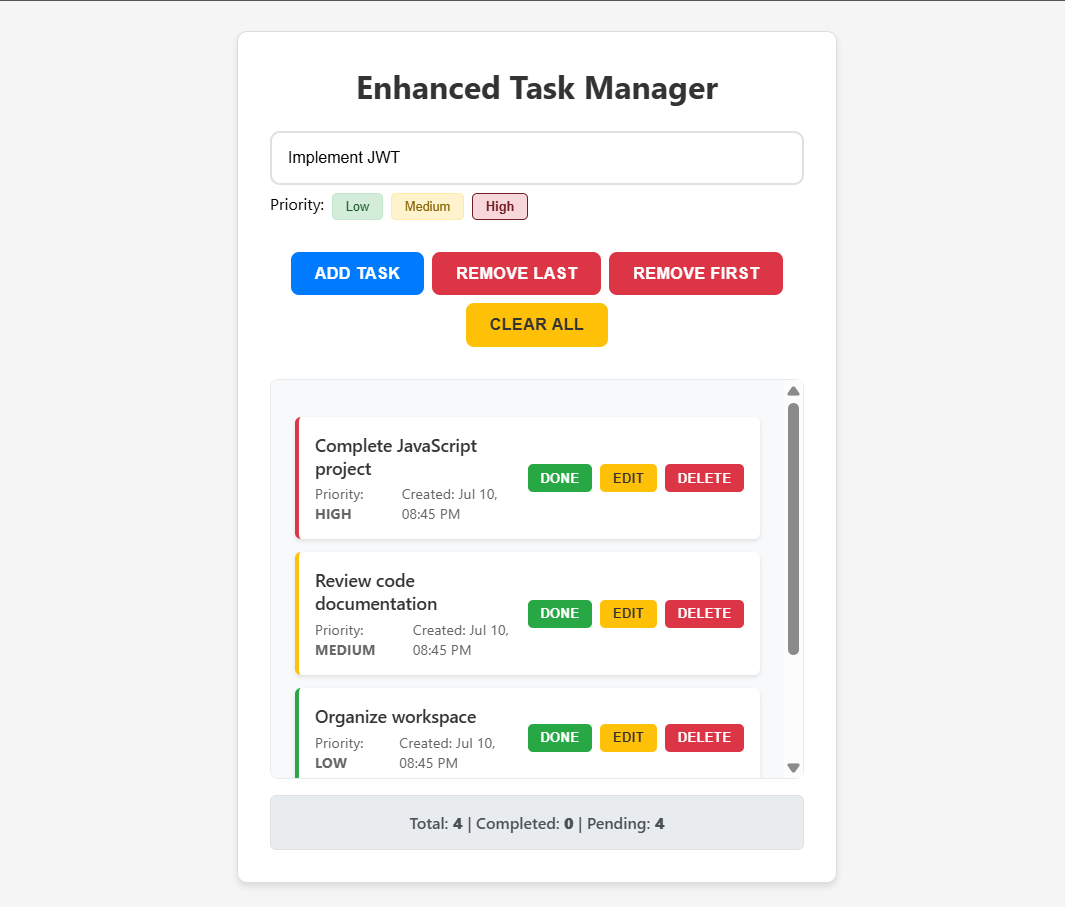 Enhanced Task Manager
Implement JWT
Priority: Low Medium High
ADD TASK REMOVE LAST REMOVE FIRST
CLEAR ALL
Complete JavaScript
project
Priority:
HIGH
Created: Jul 10,
08:45 PM
DONE EDIT DELETE
Review code
documentation
Priority:
MEDIUM
Created: Jul 10,
08:45 PM
DONE EDIT DELETE
Organize workspace
Priority:
LOW
Created: Jul 10,
08:45 PM
DONE EDIT DELETE
Total: 4 | Completed: 0 | Pending: 4